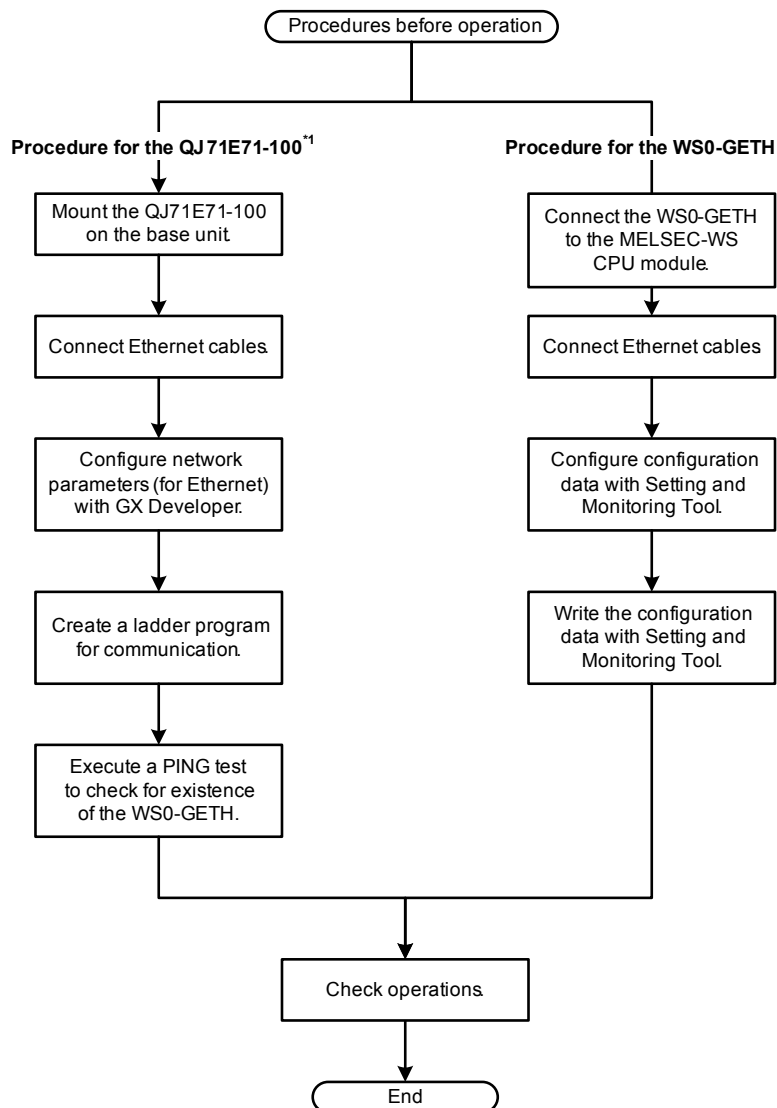 Procedures before operation
Procedure for the QJ71E71-100*1
Mount the QJ71E71-100
on the base unit.
Connect Ethernet cables.
Configure network
parameters (for Ethernet)
with GX Developer.
Create a ladder program
for communication.
Execute a PING test
to check for existence
of the WS0-GETH.
Procedure for the WS0-GETH
Connect the WS0-GETH
to the MELSEC-WS
CPU module.
Connect Ethernet cables
Configure configuration
data with Setting and
Monitoring Tool.
Write the configuration
data with Setting and
Monitoring Tool.
Check operations.
End